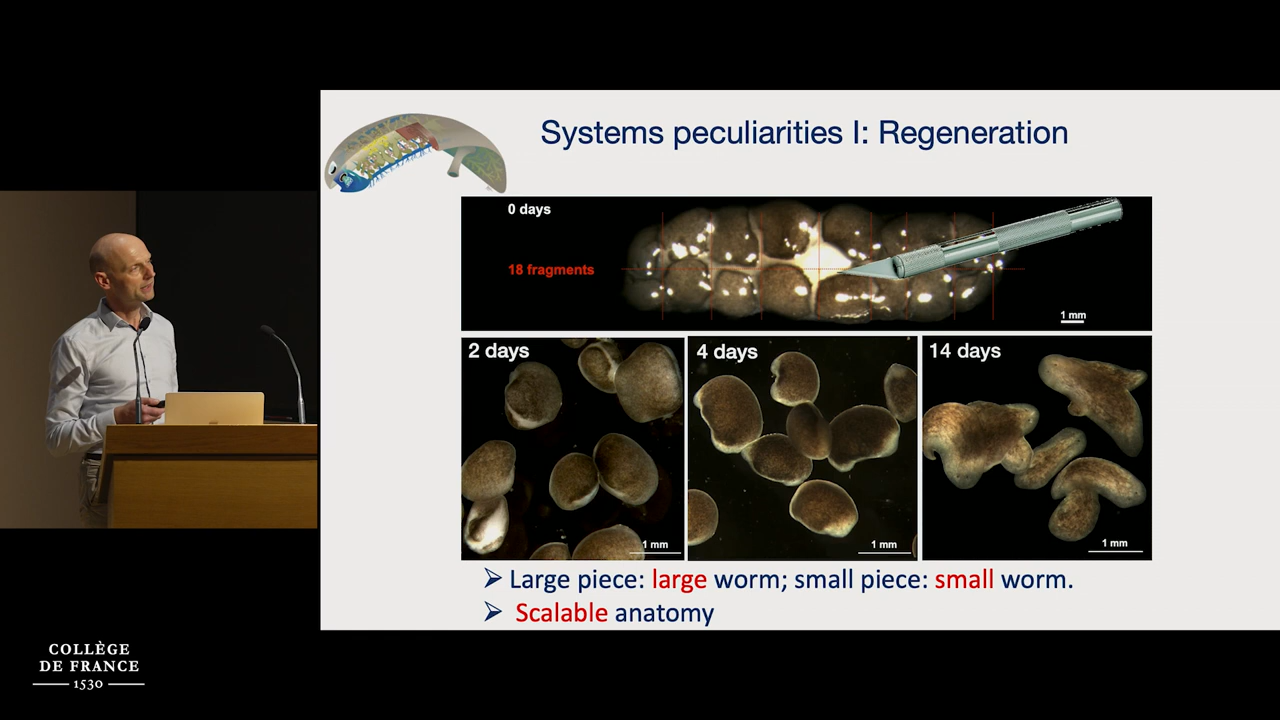 Systems peculiarities I: Regeneration
0 days
18 fragments
1 mm
2 days
4 days
14 days
1 mm
1 mm
1 mm
➢ Large piece: large worm; small piece: small worm.
➢ Scalable anatomy
COLLÈGE
DE FRANCE
1530